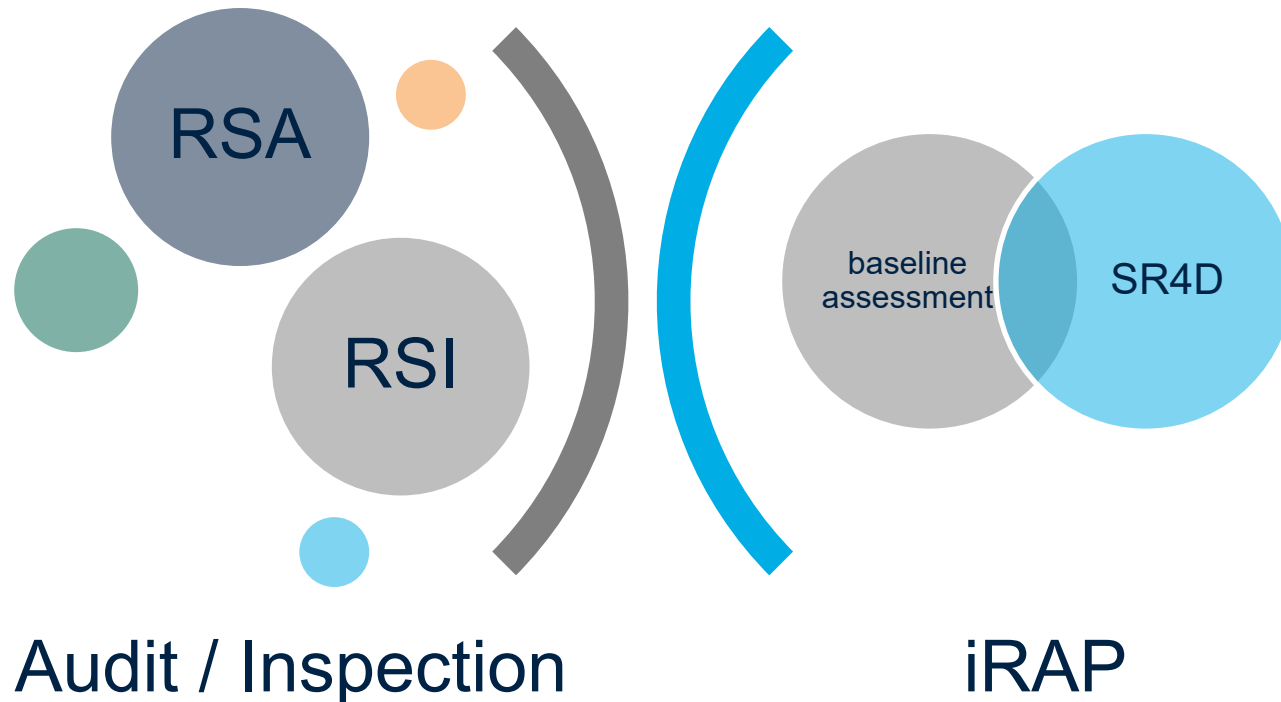 RSA
RSI
baseline
assessment
SR4D
Audit / Inspection
iRAP